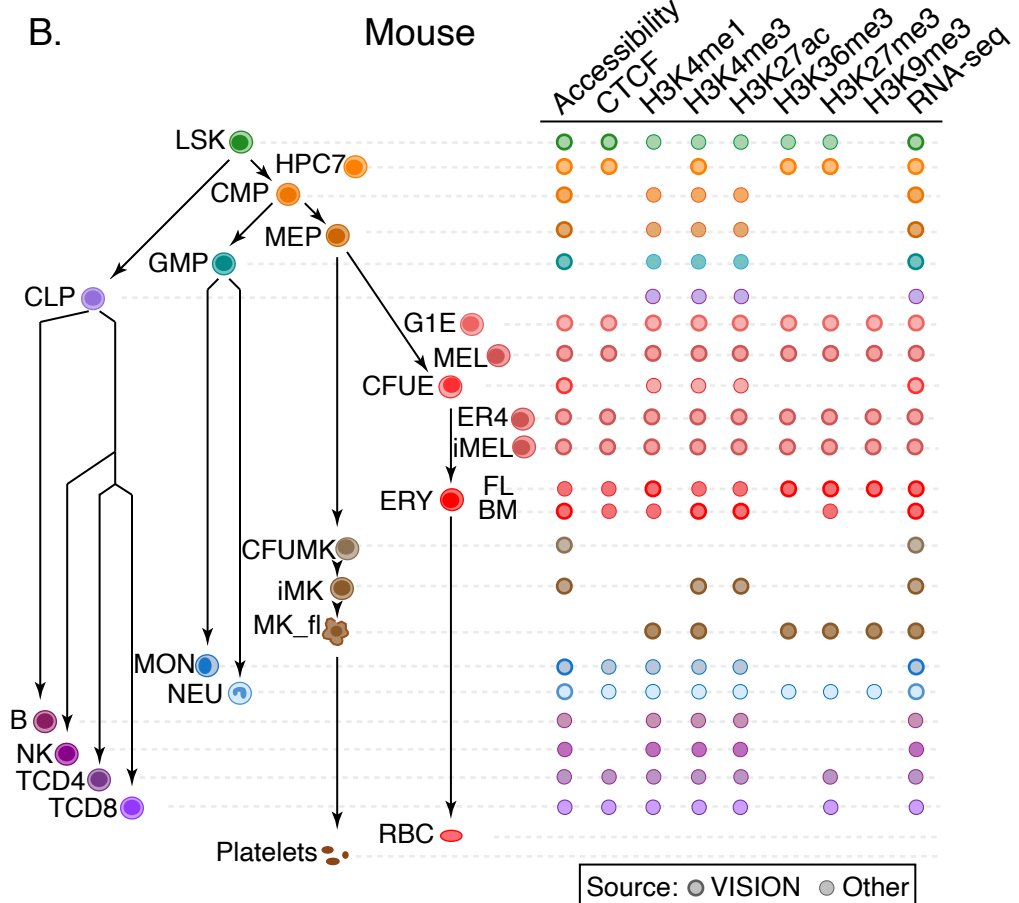 B.
Mouse
Accessibility
CTCF
H3K4me1
H3K4me3
H3K27ac
H3K36me3
H3K27me3
H3K9me3
RNA-seq
LSK
HPC7
CMP
MEP
GMP
CLP
G1E
MEL
CFUE
ER4
iMEL
FL
ERY
BM
CFUMK
iMK
MK_fl
MON
NEU
B
NK
TCD4
TCD8
RBC
Platelets
Source: VISION Other